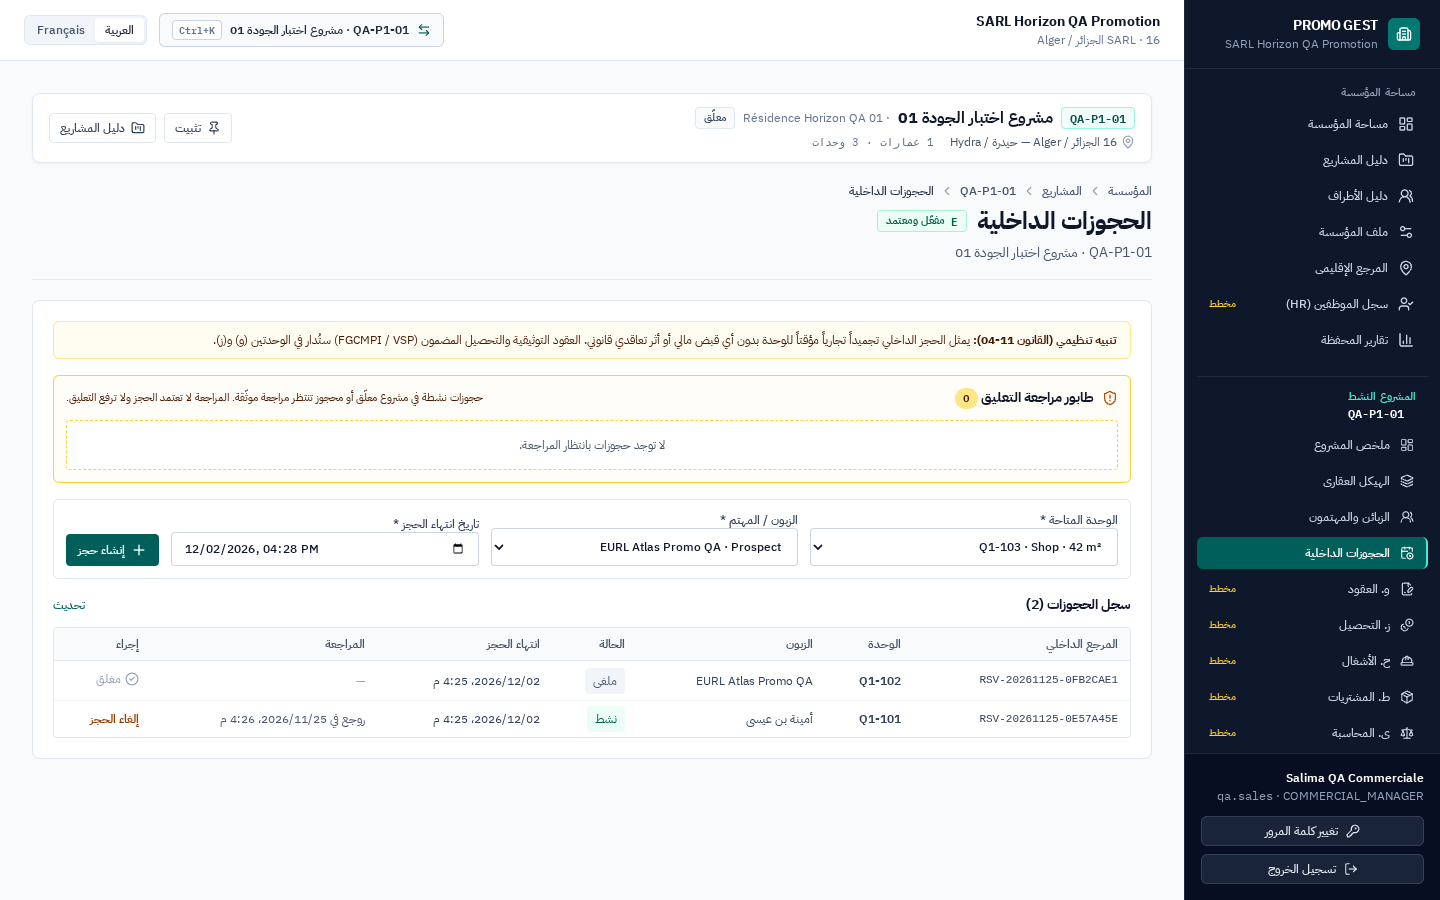 PROMO GEST
SARL Horizon QA Promotion
مساحة المؤسسة
مساحة المؤسسة
دليل المشاريع
دليل الأطراف
ملف المؤسسة
المرجع الإقليمي
سجل الموظفين (HR) مخطط
تقارير المحفظة
المشروع النشط
QA-P1-01
ملخص المشروع
الهيكل العقاري
الزبائن والمهتمون
الحجوزات الداخلية
و. العقود مخطط
ز. التحصيل مخطط
ح. الأشغال مخطط
ط. المشتريات مخطط
ي. المحاسبة مخطط
Salima QA Commerciale
qa.sales · COMMERCIAL_MANAGER
تغيير كلمة المرور
تسجيل الخروج
SARL Horizon QA Promotion
SARL · 16 الجزائر / Alger
QA-P1-01 · مشروع اختبار الجودة 01 Ctrl+K
العربية Français
QA-P1-01 مشروع اختبار الجودة 01 · Résidence Horizon QA 01 معلّق
16 الجزائر / Alger — حيدرة / Hydra 1 عمارات · 3 وحدات
تثبيت دليل المشاريع
المؤسسة المشاريع QA-P1-01 الحجوزات الداخلية
الحجوزات الداخلية E مفعّل ومعتمد
QA-P1-01 · مشروع اختبار الجودة 01
تنبيه تنظيمي (القانون 11-04): يمثل الحجز الداخلي تجميداً تجارياً مؤقتاً للوحدة بدون أي قبض مالي أو أثر تعاقدي قانوني. العقود التوثيقية والتحصيل المضمون (FGCMPI / VSP) ستُدار في الوحدتين (و) و(ز).
طابور مراجعة التعليق 0
حجوزات نشطة في مشروع معلّق أو محجوز تنتظر مراجعة موثّقة. المراجعة لا تعتمد الحجز ولا ترفع التعليق.
لا توجد حجوزات بانتظار المراجعة.
الوحدة المتاحة *
Q1-103 · Shop · 42 m²
الزبون / المهتم *
EURL Atlas Promo QA · Prospect
تاريخ انتهاء الحجز *
12/02/2026, 04:28 PM
إنشاء حجز
سجل الحجوزات (2) تحديث
المرجع الداخلي الوحدة الزبون الحالة انتهاء الحجز المراجعة إجراء
RSV-20261125-0FB2CAE1 Q1-102 EURL Atlas Promo QA ملغى 2026/12/02، 4:25 م — مغلق
RSV-20261125-0E57A45E Q1-101 أمينة بن عيسى نشط 2026/12/02، 4:25 م روجع في 2026/11/25، 4:26 م إلغاء الحجز